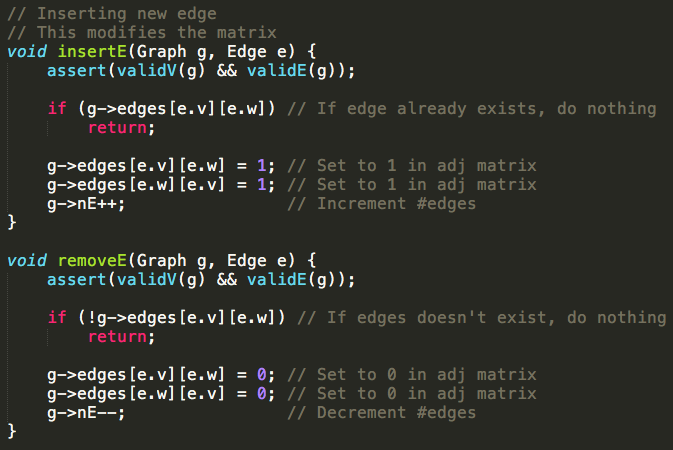 // Inserting new edge
// This modifies the matrix
void insertE(Graph g, Edge e) {
    assert(validV(g) && validE(g));

    if (g->edges[e.v][e.w]) // If edge already exists, do nothing
        return;

    g->edges[e.v][e.w] = 1; // Set to 1 in adj matrix
    g->edges[e.w][e.v] = 1; // Set to 1 in adj matrix
    g->nE++;                // Increment #edges
}

void removeE(Graph g, Edge e) {
    assert(validV(g) && validE(g));

    if (!g->edges[e.v][e.w]) // If edges doesn't exist, do nothing
        return;

    g->edges[e.v][e.w] = 0; // Set to 0 in adj matrix
    g->edges[e.w][e.v] = 0; // Set to 0 in adj matrix
    g->nE--;                // Decrement #edges
}